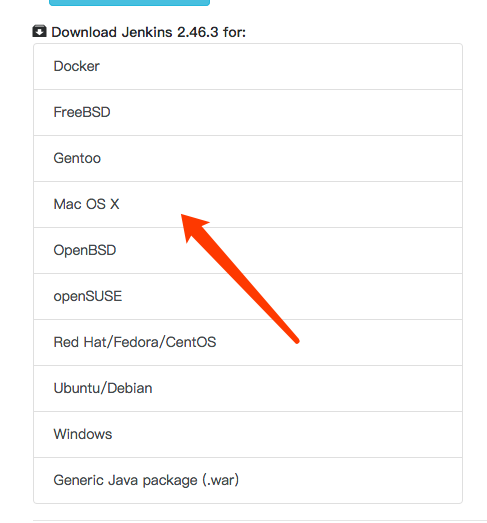 Download Jenkins 2.46.3 for:
Docker
FreeBSD
Gentoo
Mac OS X
OpenBSD
openSUSE
Red Hat/Fedora/CentOS
Ubuntu/Debian
Windows
Generic Java package (.war)